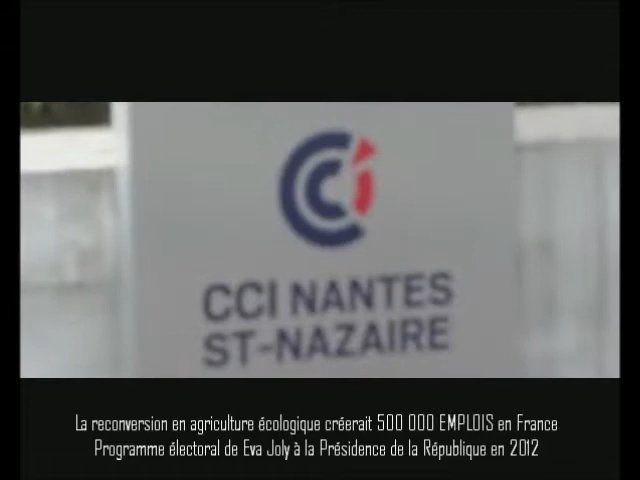 CCI NANTES
ST-NAZAIRE
La reconversion en agriculture écologique créerait 500 000 EMPLOIS en France
Programme électoral de Eva Joly à la Présidence de la République en 2012